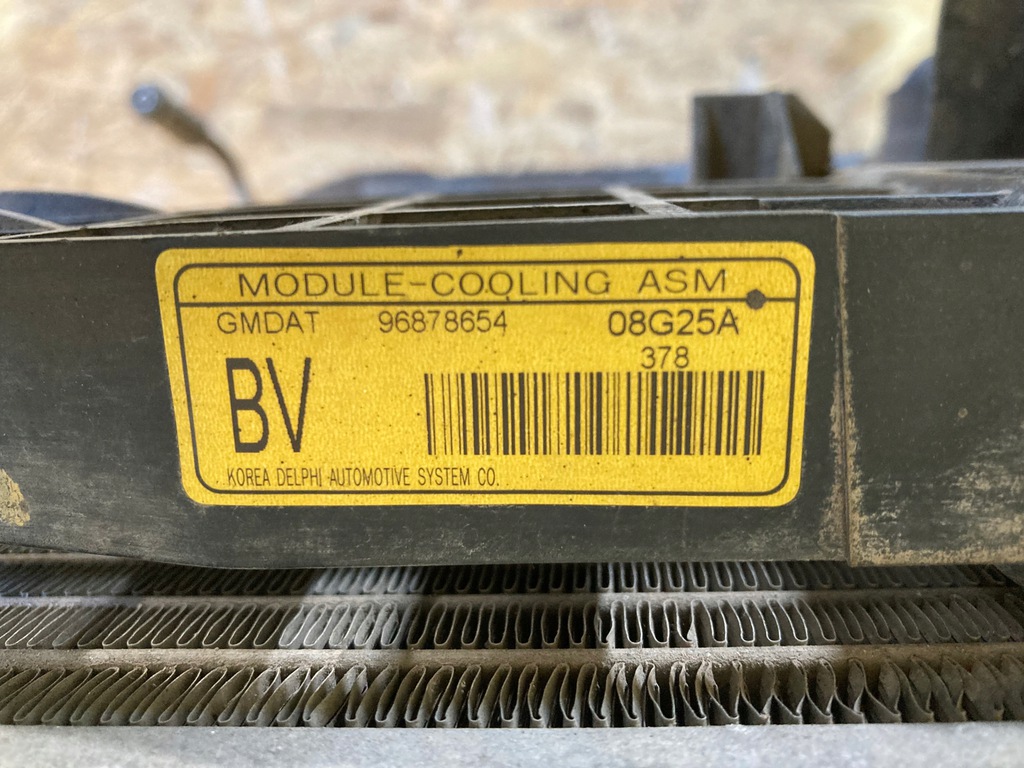 MODULE-COOLING ASM
GMDAT 96878654 08G25A
378
BV
KOREA DELPHI AUTOMOTIVE SYSTEM CO.